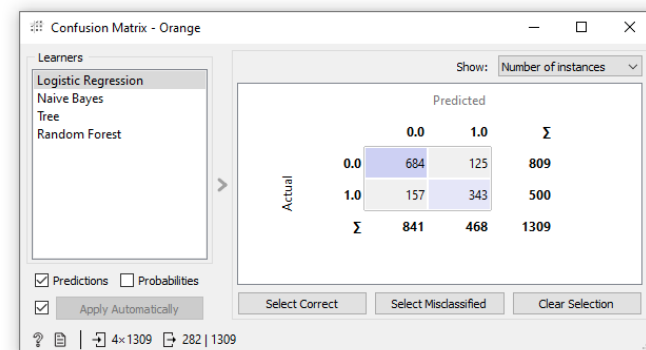 Confusion Matrix - Orange
Learners
Logistic Regression
Naive Bayes
Tree
Random Forest
Predictions Probabilities
Apply Automatically
Show: Number of instances
Predicted
0.0 1.0 Σ
Actual
0.0 684 125 809
1.0 157 343 500
Σ 841 468 1309
Select Correct Select Misclassified Clear Selection
? 4×1309 282 | 1309